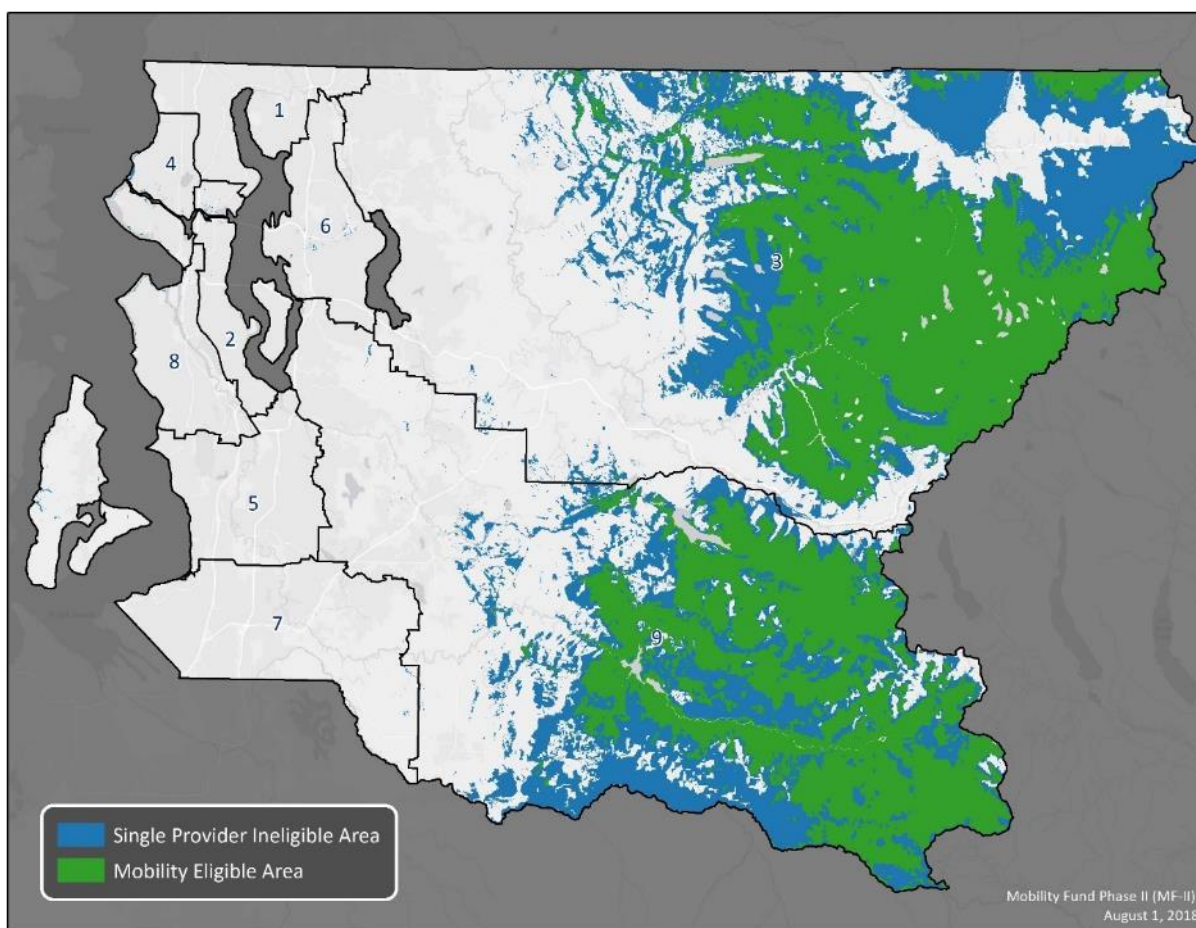 1
4
6
3
2
8
5
9
7
Single Provider Ineligible Area
Mobility Eligible Area
Mobility Fund Phase II (MF-II)
August 1, 2018